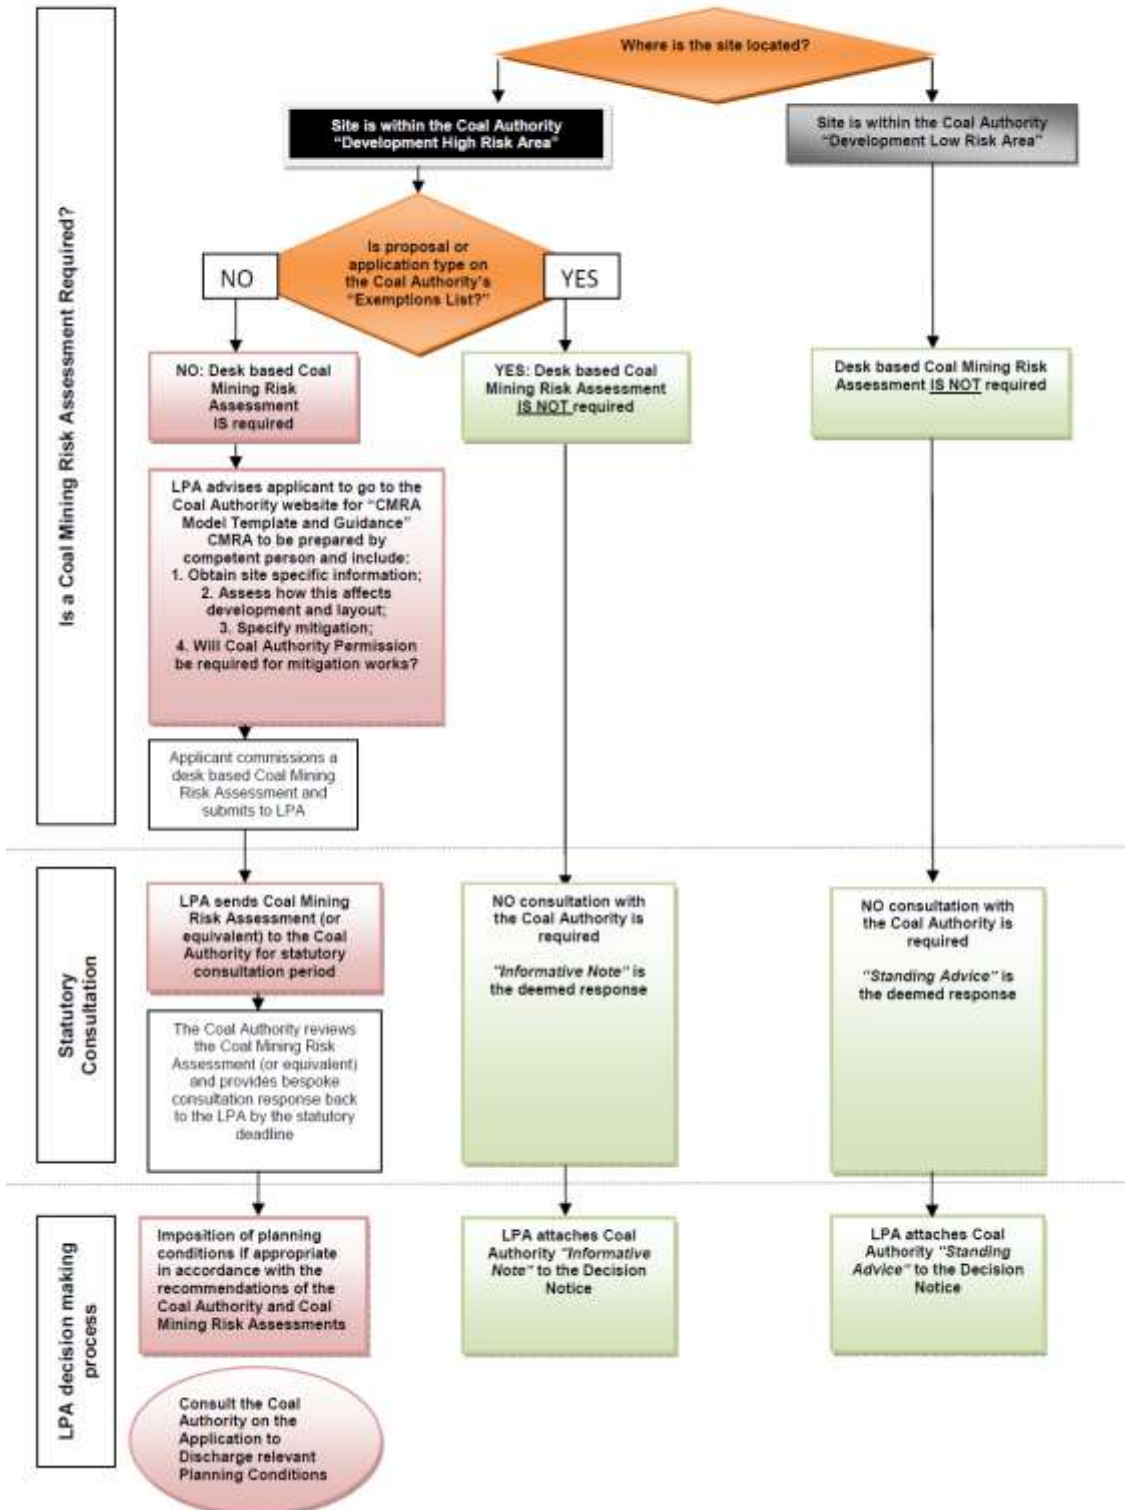 Where is the site located?
Site is within the Coal Authority
"Development High Risk Area"
Site is within the Coal Authority
"Development Low Risk Area"
Is a Coal Mining Risk Assessment Required?
Is proposal or
application type on
the Coal Authority's
"Exemptions List?"
NO
YES
NO: Desk based Coal
Mining Risk
Assessment
IS required
YES: Desk based Coal
Mining Risk Assessment
IS NOT required
Desk based Coal Mining Risk
Assessment IS NOT required
LPA advises applicant to go to the
Coal Authority website for "CMRA
Model Template and Guidance"
CMRA to be prepared by
competent person and include:
1. Obtain site specific information;
2. Assess how this affects
development and layout;
3. Specify mitigation;
4. Will Coal Authority Permission
be required for mitigation works?
Applicant commissions a
desk based Coal Mining
Risk Assessment and
submits to LPA
Statutory
Consultation
LPA sends Coal Mining
Risk Assessment (or
equivalent) to the Coal
Authority for statutory
consultation period
NO consultation with
the Coal Authority is
required
"Informative Note" is
the deemed response
NO consultation with
the Coal Authority is
required
"Standing Advice" is
the deemed response
The Coal Authority reviews
the Coal Mining Risk
Assessment (or equivalent)
and provides bespoke
consultation response back
to the LPA by the statutory
deadline
LPA decision making
process
Imposition of planning
conditions if appropriate
in accordance with the
recommendations of the
Coal Authority and Coal
Mining Risk Assessments
LPA attaches Coal
Authority "Informative
Note" to the Decision
Notice
LPA attaches Coal
Authority "Standing
Advice" to the Decision
Notice
Consult the Coal
Authority on the
Application to
Discharge relevant
Planning Conditions